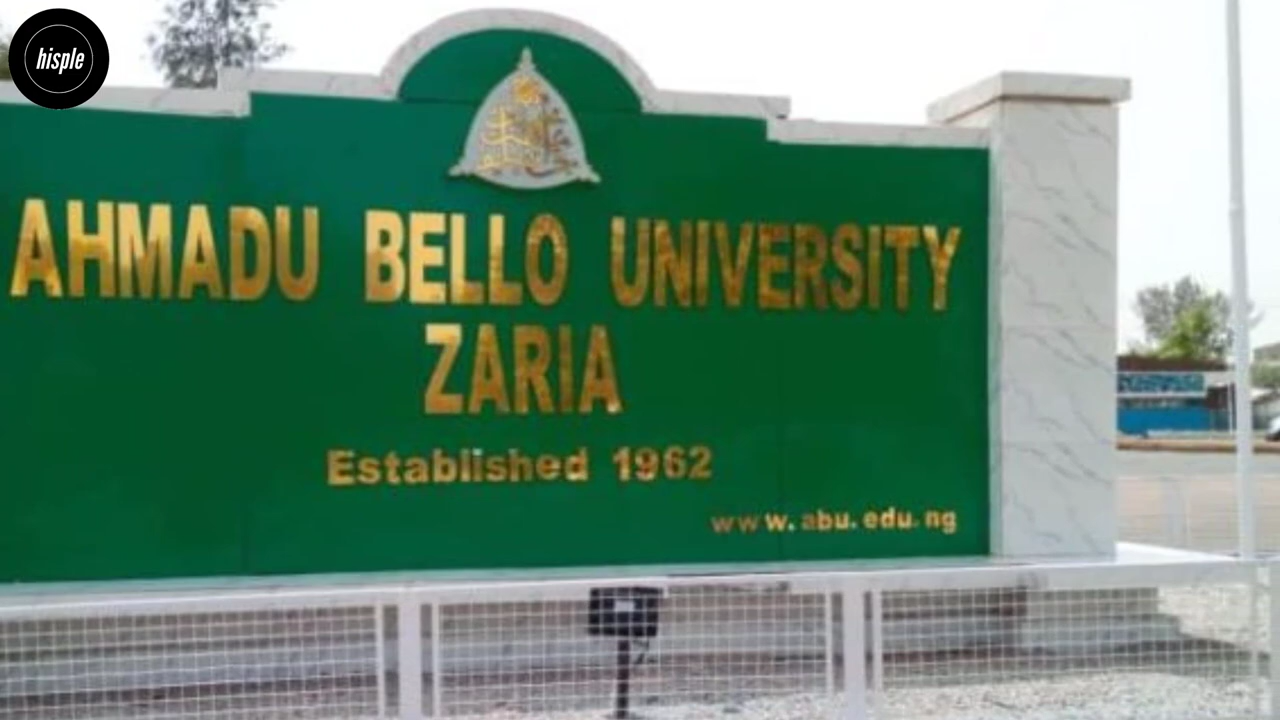 hisple
AHMADU BELLO UNIVERSITY
ZARIA
Established 1962
www.abu.edu.ng